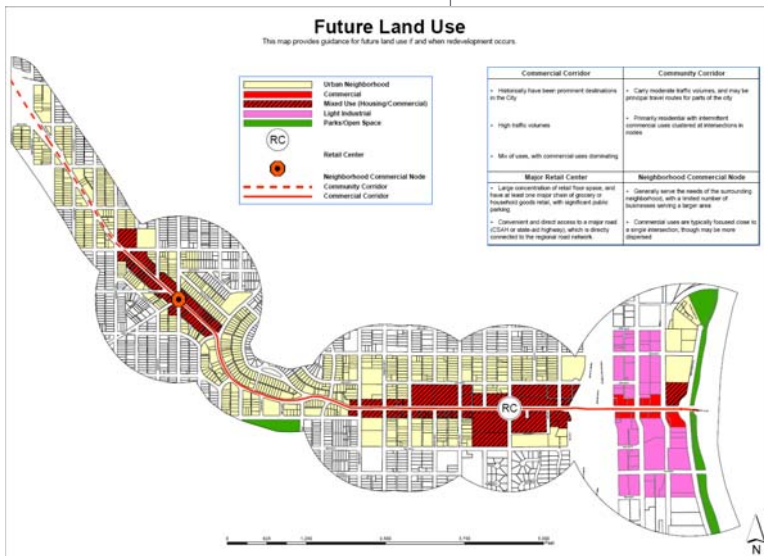 Future Land Use
This map provides guidance for future land use if and when redevelopment occurs.
Urban Neighborhood
Commercial
Mixed Use (Housing/Commercial)
Light Industrial
Parks/Open Space
RC
Retail Center
Neighborhood Commercial Node
Community Corridor
Commercial Corridor
Commercial Corridor
• Historically have been prominent destinations
in the City
• High traffic volumes
• Mix of uses, with commercial uses dominating
Community Corridor
• Carry moderate traffic volumes, and may be
principal travel routes for parts of the city
• Primarily residential with intermittent
commercial uses clustered at intersections in
nodes
Major Retail Center
• Large concentration of retail floor space, and
have at least one major chain of grocery or
household goods retail, with significant public
parking
• Convenient and direct access to a major road
(CSAH or state-aid highway), which is directly
connected to the regional road network.
Neighborhood Commercial Node
• Generally serve the needs of the surrounding
neighborhood, with a limited number of
businesses serving a larger area
• Commercial uses are typically focused close to
a single intersection, though may be more
dispersed
RC
N